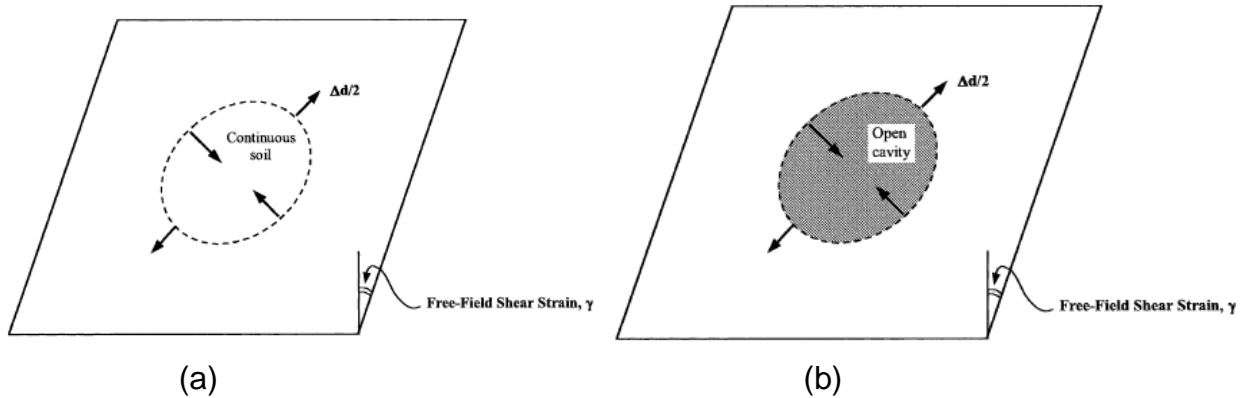 Δd/2
Continuous
soil
Free-Field Shear Strain, γ
(a)
Δd/2
Open
cavity
Free-Field Shear Strain, γ
(b)